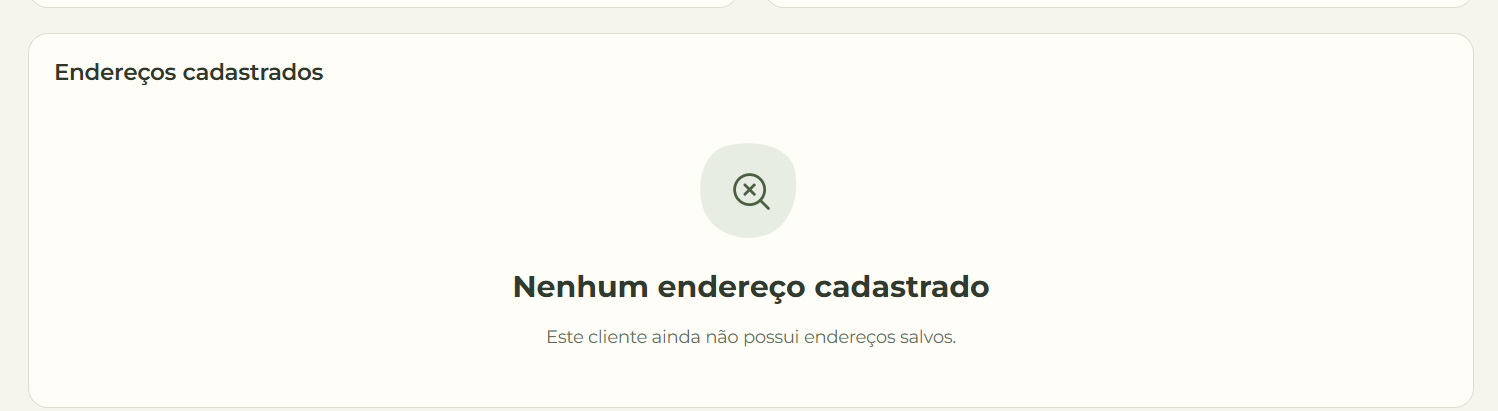 Endereços cadastrados
Nenhum endereço cadastrado
Este cliente ainda não possui endereços salvos.